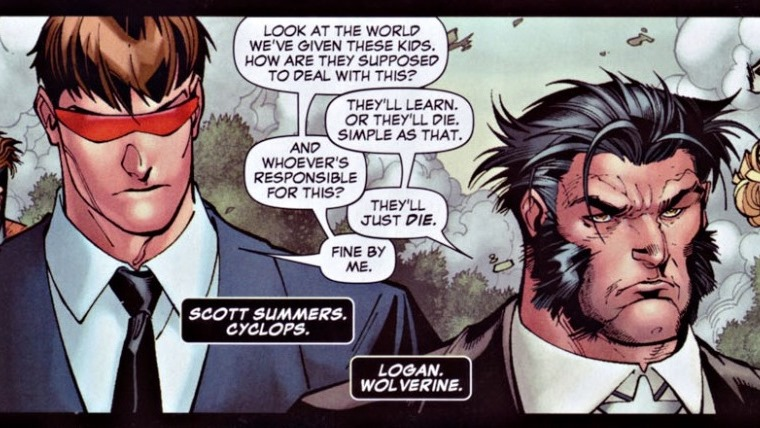 LOOK AT THE WORLD
WE'VE GIVEN THESE KIDS.
HOW ARE THEY SUPPOSED
TO DEAL WITH THIS?
THEY'LL LEARN.
OR THEY'LL DIE.
SIMPLE AS THAT.
AND
WHOEVER'S
RESPONSIBLE
FOR THIS?
THEY'LL
JUST DIE.
FINE BY
ME.
SCOTT SUMMERS.
CYCLOPS.
LOGAN.
WOLVERINE.